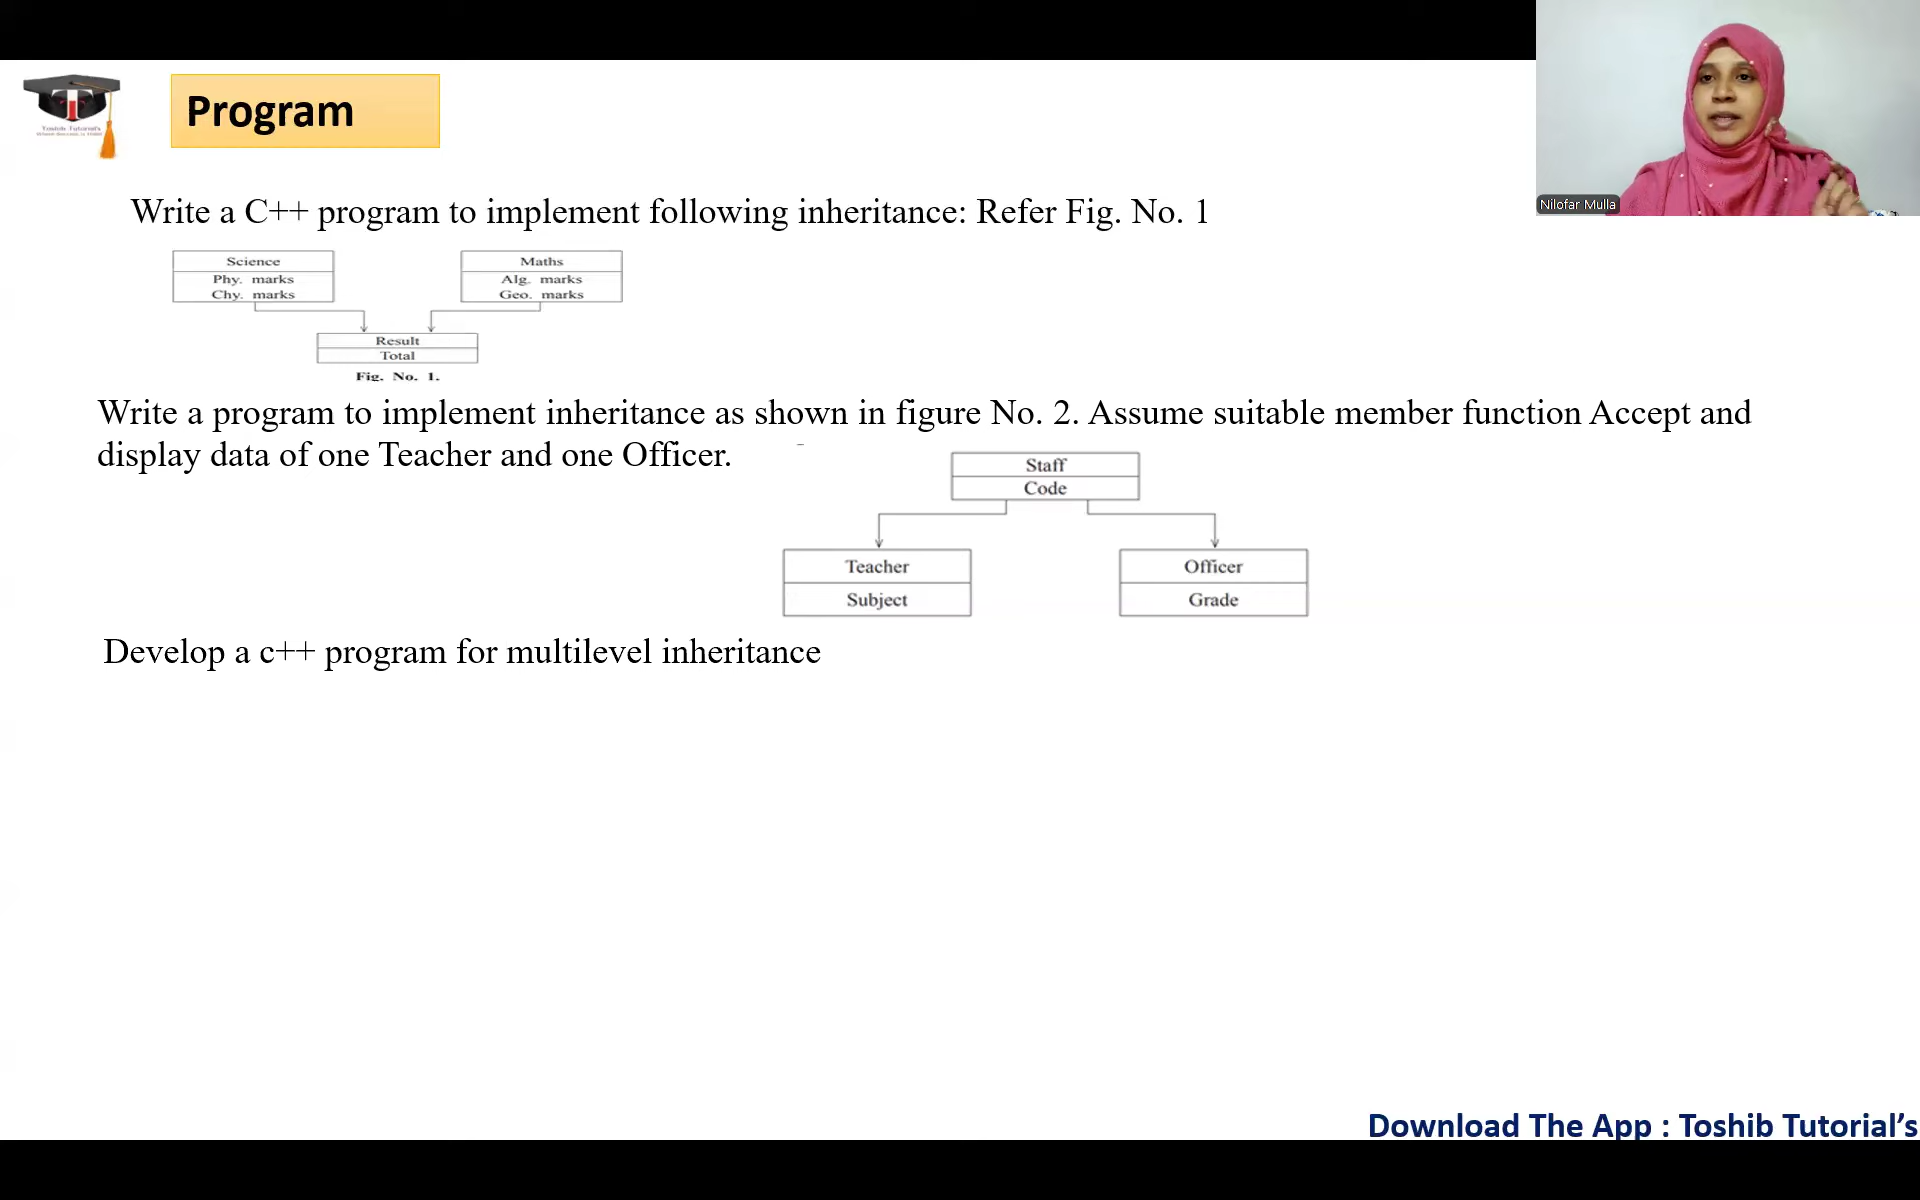 Toshib Tutorial's
Program
Nilofar Mulla
Write a C++ program to implement following inheritance: Refer Fig. No. 1
Science
Phy. marks
Chy. marks
Maths
Alg. marks
Geo. marks
Result
Total
Fig. No. 1.
Write a program to implement inheritance as shown in figure No. 2. Assume suitable member function Accept and
display data of one Teacher and one Officer.
Staff
Code
Teacher
Subject
Officer
Grade
Develop a c++ program for multilevel inheritance
Download The App : Toshib Tutorial's